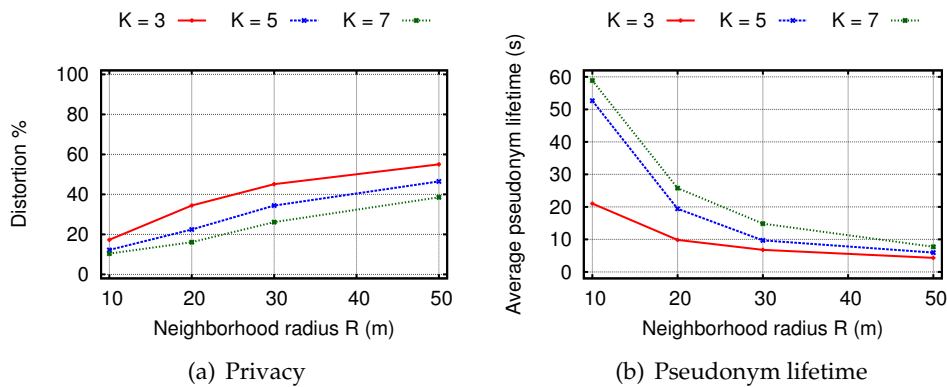 K = 3 K = 5 K = 7
Distortion %
100
80
60
40
20
0
10 20 30 40 50
Neighborhood radius R (m)
(a) Privacy
K = 3 K = 5 K = 7
Average pseudonym lifetime (s)
60
50
40
30
20
10
0
10 20 30 40 50
Neighborhood radius R (m)
(b) Pseudonym lifetime